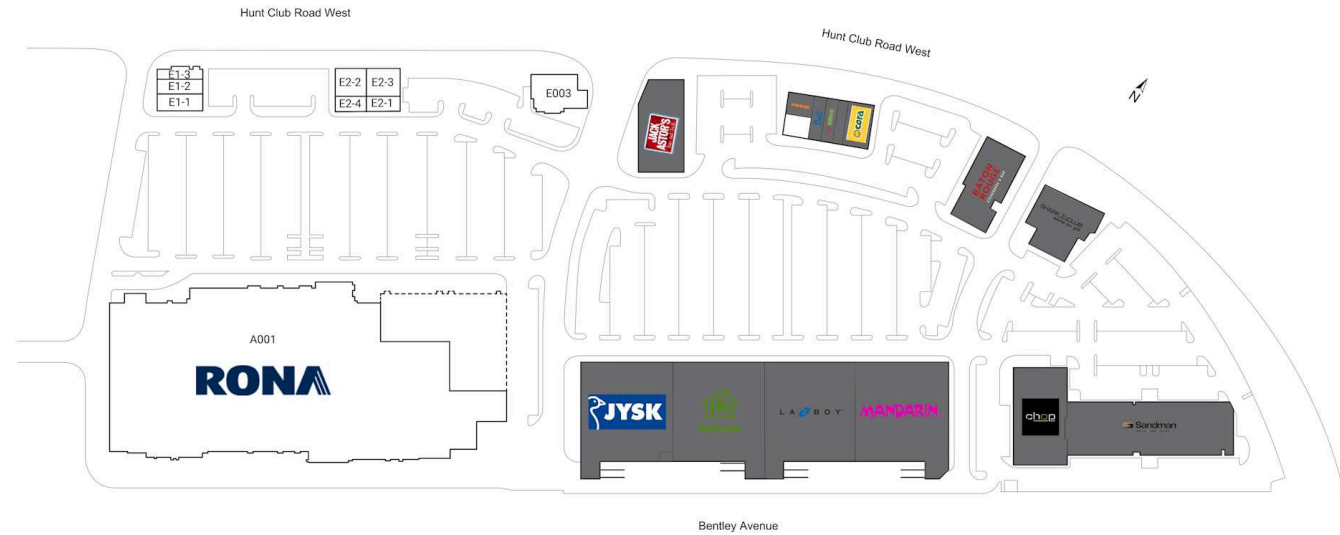 Hunt Club Road West
Hunt Club Road West
N
E1-3
E1-2
E1-1
E2-2
E2-3
E2-4
E2-1
E003
JACK
ASTOR'S
cora
BATON
ROUGE
SHARK CLUB
A001
RONA
JYSK
LA Z BOY
MANDARIN
chop
Sandman
Bentley Avenue